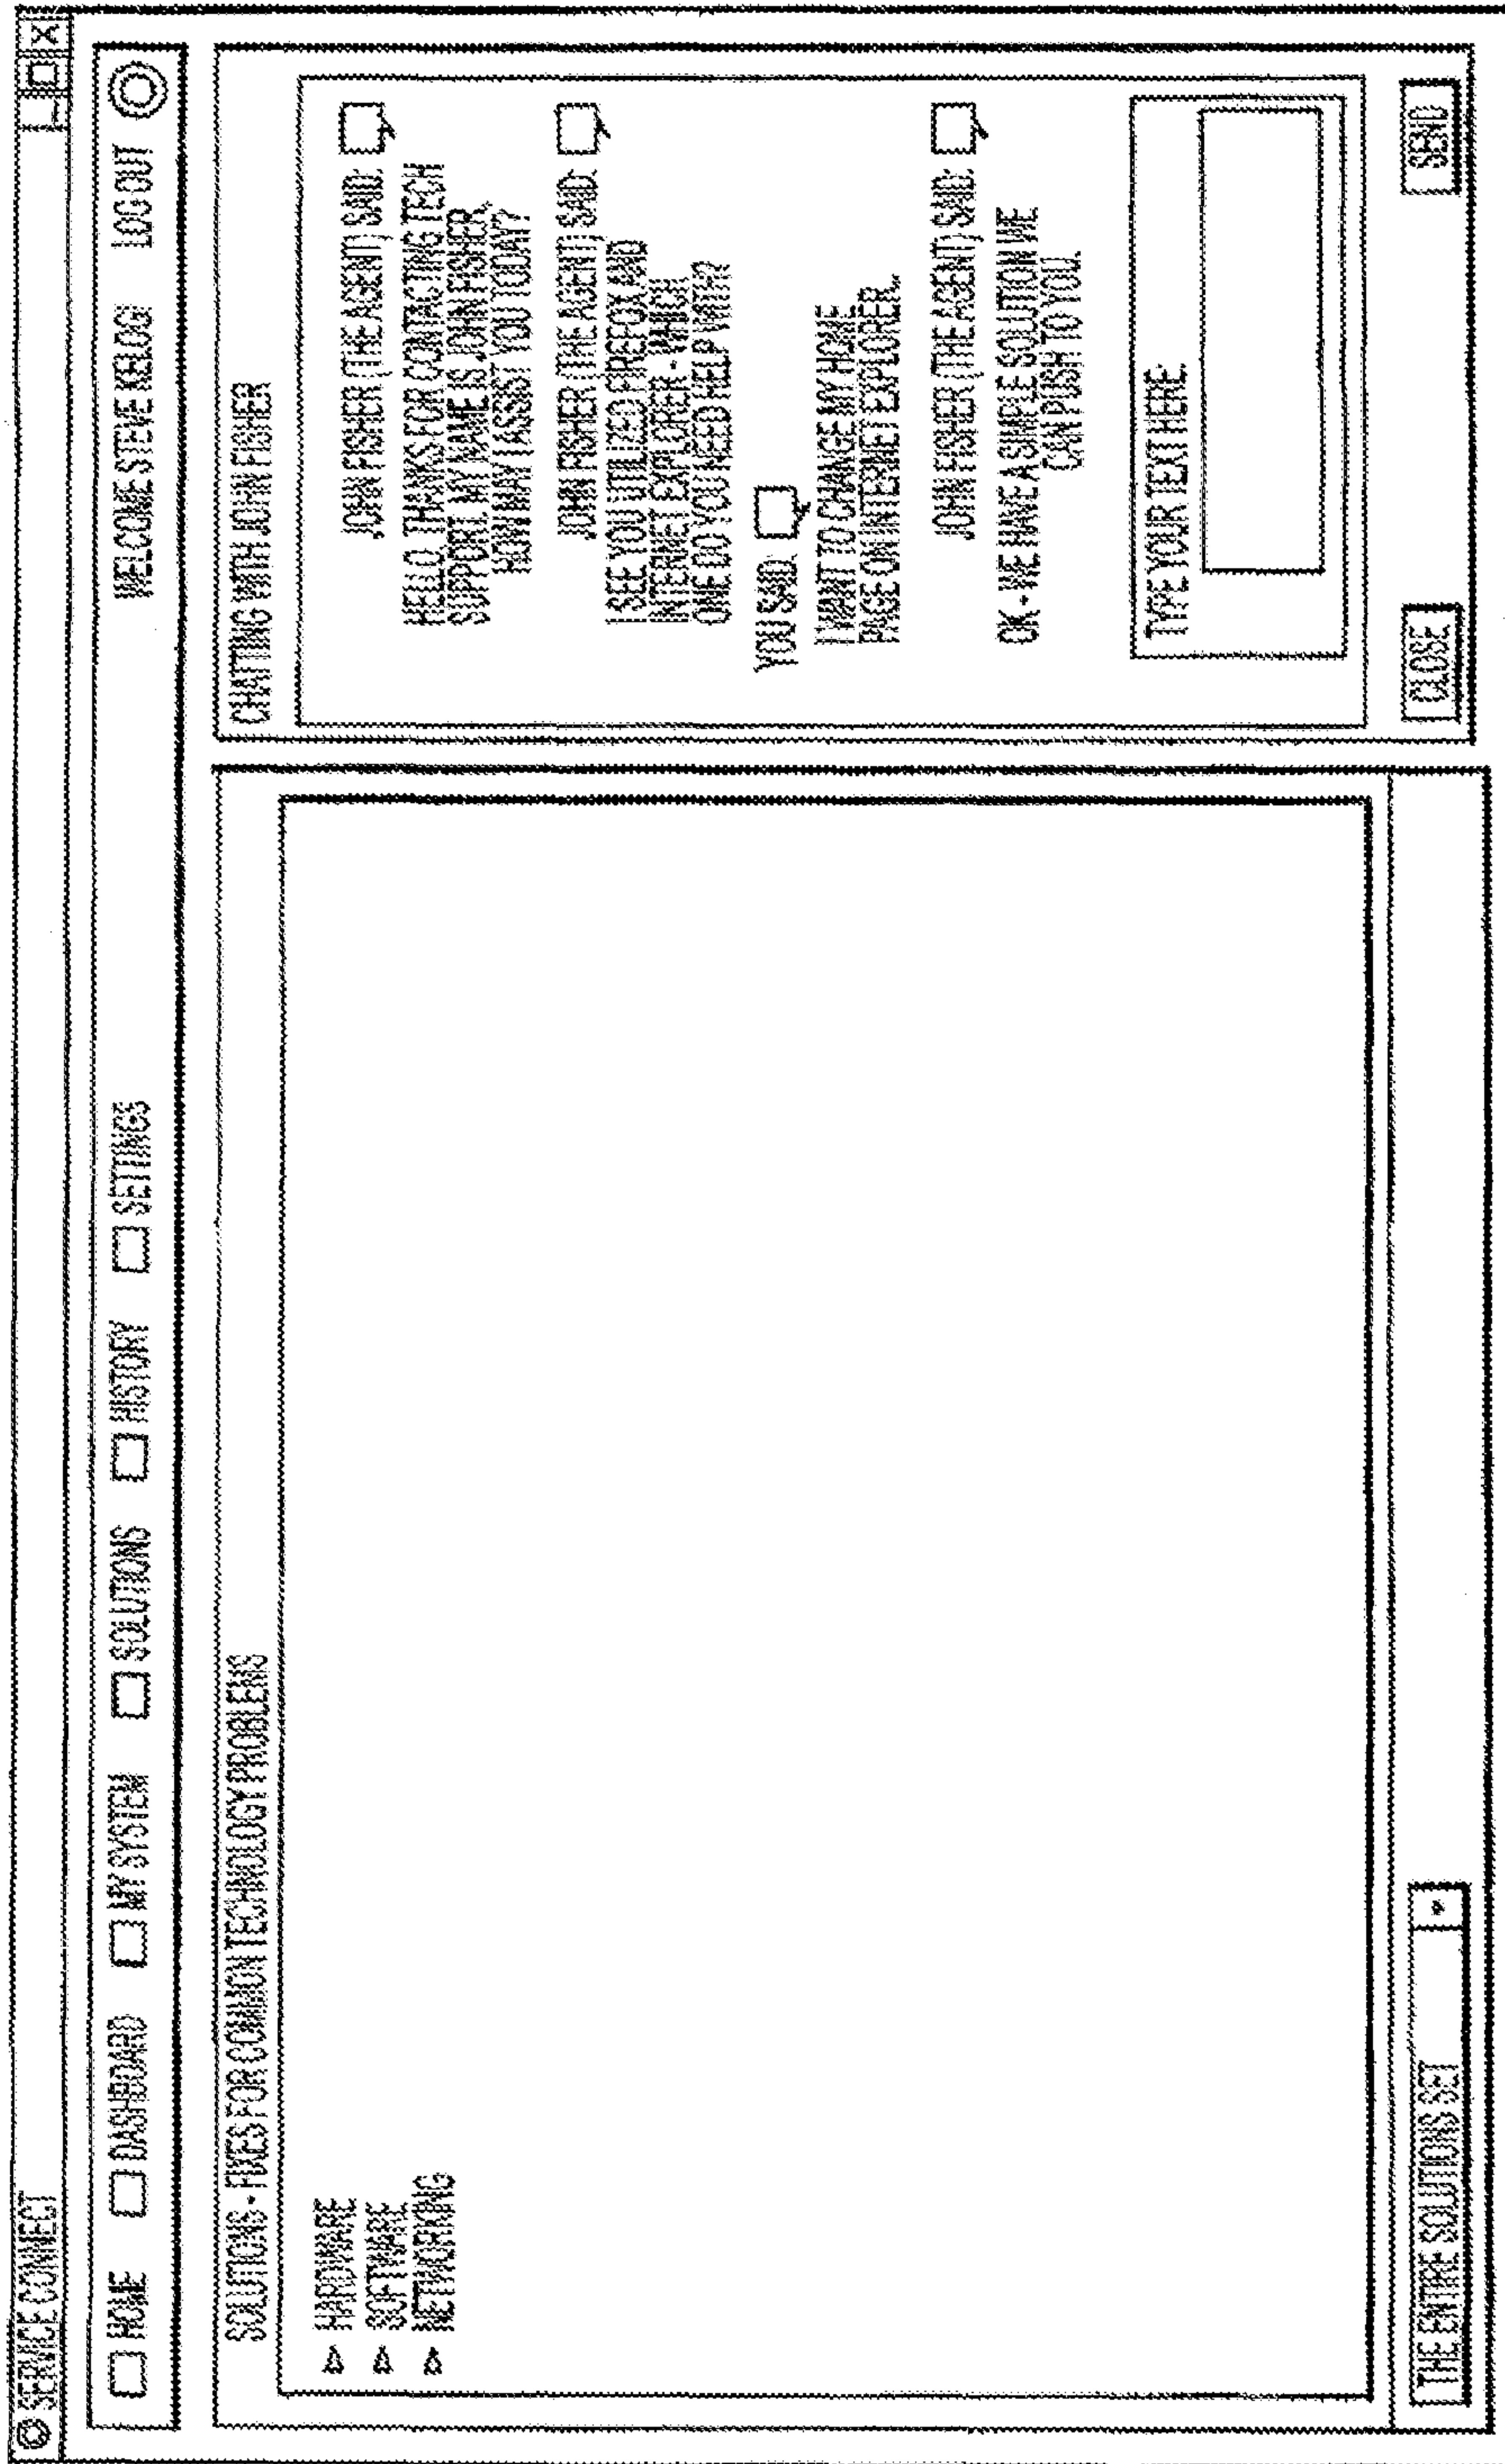 SERVICE CONNECT
HOME DASHBOARD MY SYSTEM SOLUTIONS HISTORY SETTINGS WELCOME STEVE KELOG! LOG OUT
SOLUTIONS - FIXES FOR COMMON TECHNOLOGY PROBLEMS
HARDWARE
SOFTWARE
NETWORKING
THE ENTIRE SOLUTIONS SET
CHATTING WITH JOHN FISHER
JOHN FISHER (THE AGENT) SAID:
HELLO, THANKS FOR CONTACTING TECH
SUPPORT. MY NAME IS JOHN FISHER,
HOW MAY I ASSIST YOU TODAY?
JOHN FISHER (THE AGENT) SAID:
I SEE YOU UTILIZED FIREFOX AND
INTERNET EXPLORER - WHICH
ONE DO YOU NEED HELP WITH?
YOU SAID:
I WANT TO CHANGE MY HOME
PAGE ON INTERNET EXPLORER..
JOHN FISHER (THE AGENT) SAID:
OK - WE HAVE A SIMPLE SOLUTION WE
CAN PUSH TO YOU.
TYPE YOUR TEXT HERE:
CLOSE SEND